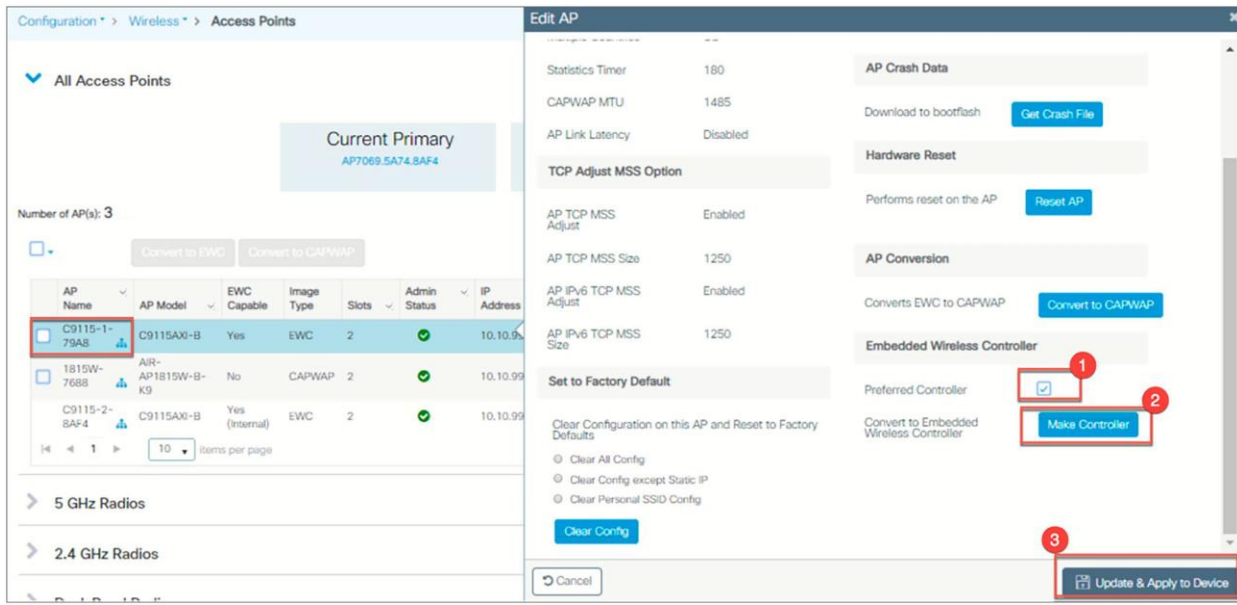 Configuration > Wireless > Access Points
All Access Points
Current Primary
AP7069.5A74.8AF4
Number of AP(s): 3
Convert to EWC Convert to CAPWAP
AP Name AP Model EWC Capable Image Type Slots Admin Status IP Address
C9115-1-79A8 C9115AXI-B Yes EWC 2 10.10.9
1815W-7688 AIR-AP1815W-B-K9 No CAPWAP 2 10.10.99
C9115-2-8AF4 C9115AXI-B Yes (Internal) EWC 2 10.10.99
1 10 items per page
5 GHz Radios
2.4 GHz Radios
Edit AP
Statistics Timer 180
CAPWAP MTU 1485
AP Link Latency Disabled
TCP Adjust MSS Option
AP TCP MSS
Adjust
Enabled
AP TCP MSS Size 1250
AP IPv6 TCP MSS
Adjust
Enabled
AP IPv6 TCP MSS
Size
1250
Set to Factory Default
Clear Configuration on this AP and Reset to Factory
Defaults
Clear All Config
Clear Config except Static IP
Clear Personal SSID Config
Clear Config
AP Crash Data
Download to bootflash Get Crash File
Hardware Reset
Performs reset on the AP Reset AP
AP Conversion
Converts EWC to CAPWAP Convert to CAPWAP
Embedded Wireless Controller
1
Preferred Controller
2
Convert to Embedded
Wireless Controller
Make Controller
3
Cancel
Update & Apply to Device